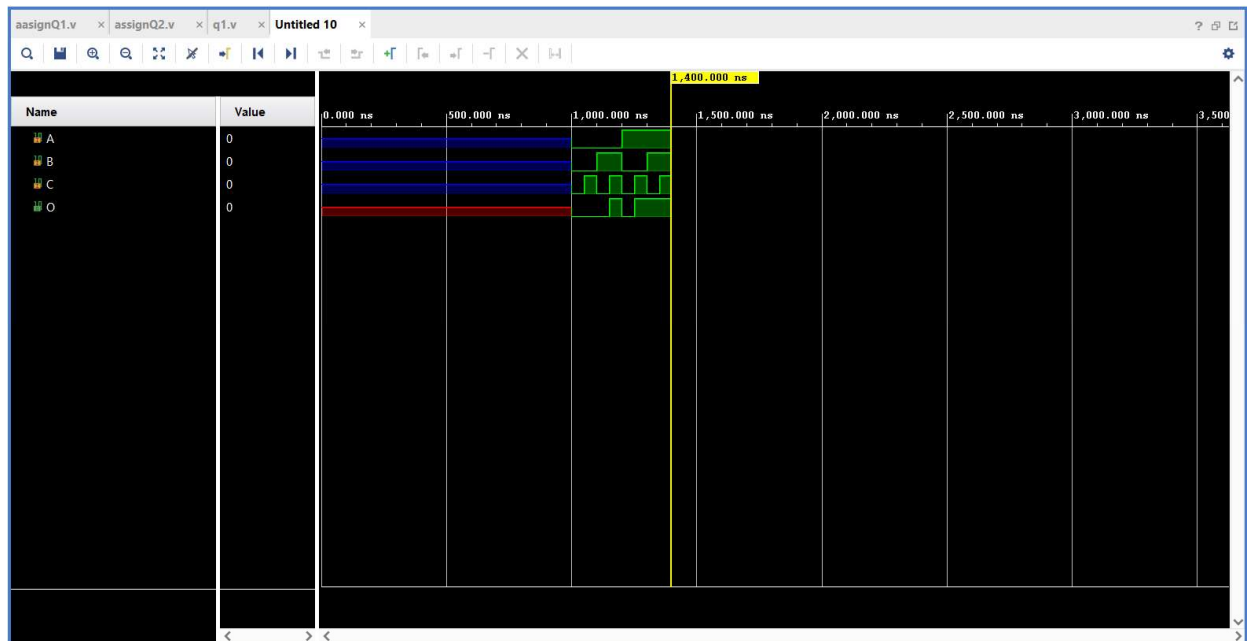 aasignQ1.v × assignQ2.v × q1.v × Untitled 10 × ?
1,400.000 ns
Name Value 0.000 ns 500.000 ns 1,000.000 ns 1,500.000 ns 2,000.000 ns 2,500.000 ns 3,000.000 ns 3,500
A 0
B 0
C 0
O 0